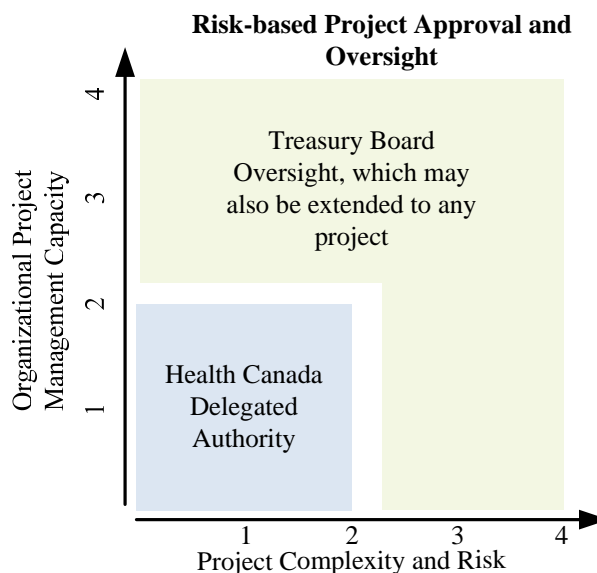 Risk-based Project Approval and
Oversight
4
3
2
1
Organizational Project
Management Capacity
Treasury Board
Oversight, which may
also be extended to any
project
Health Canada
Delegated
Authority
1 2 3 4
Project Complexity and Risk